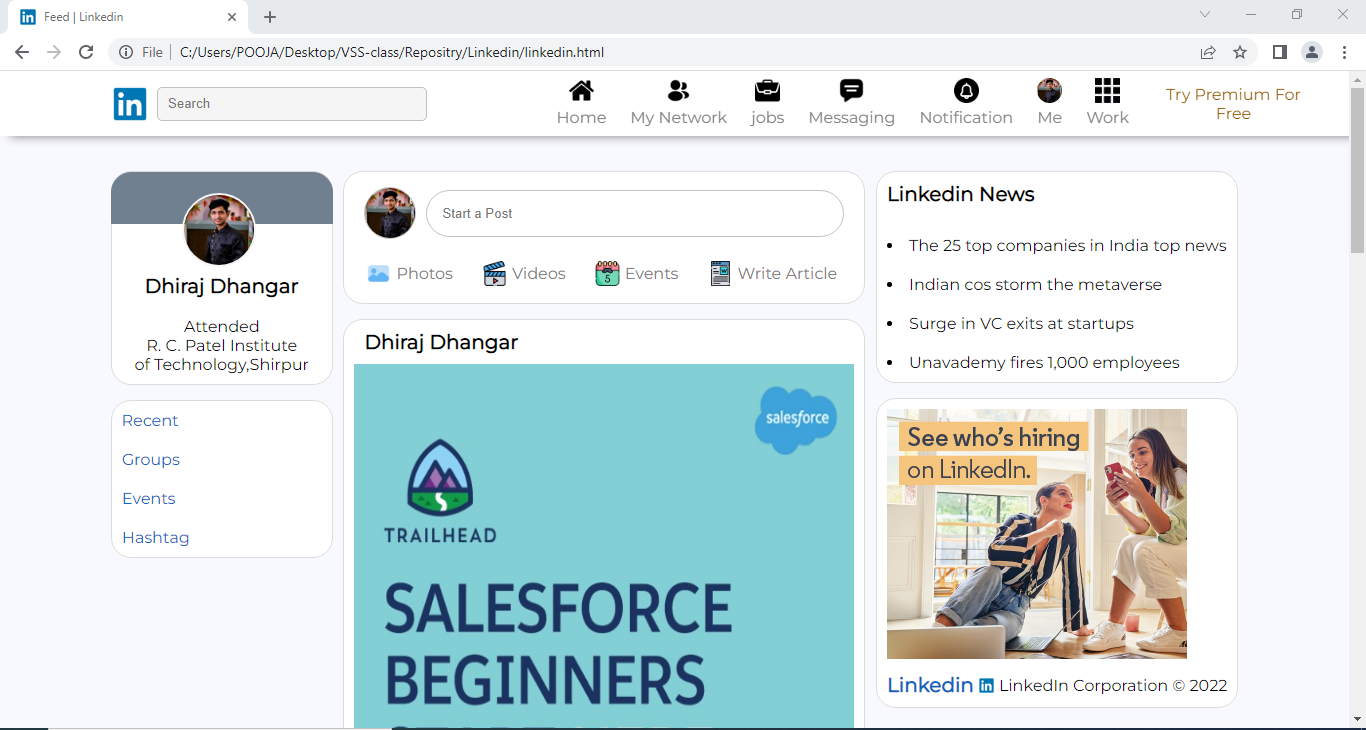 Feed | Linkedin
File
C:/Users/POOJA/Desktop/VSS-class/Repositry/Linkedin/linkedin.html
in
Search
Home
My Network
jobs
Messaging
Notification
Me
Work
Try Premium For
Free
Dhiraj Dhangar
Attended
R. C. Patel Institute
of Technology,Shirpur
Recent
Groups
Events
Hashtag
Start a Post
Photos
Videos
5
Events
W
Write Article
Dhiraj Dhangar
salesforce
TRAILHEAD
SALESFORCE
BEGINNERS
Linkedin News
The 25 top companies in India top news
Indian cos storm the metaverse
Surge in VC exits at startups
Unavademy fires 1,000 employees
See who's hiring
on LinkedIn.
Linkedin in LinkedIn Corporation © 2022